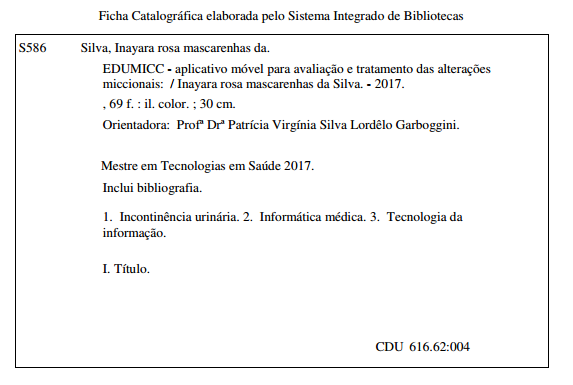 Ficha Catalográfica elaborada pelo Sistema Integrado de Bibliotecas
S586 Silva, Inayara rosa mascarenhas da.
EDUMICC - aplicativo móvel para avaliação e tratamento das alterações
miccionais: / Inayara rosa mascarenhas da Silva. - 2017.
, 69 f. : il. color. ; 30 cm.
Orientadora: Profª Drª Patrícia Virgínia Silva Lordêlo Garboggini.
Mestre em Tecnologias em Saúde 2017.
Inclui bibliografia.
1. Incontinência urinária. 2. Informática médica. 3. Tecnologia da
informação.
I. Título.
CDU 616.62:004